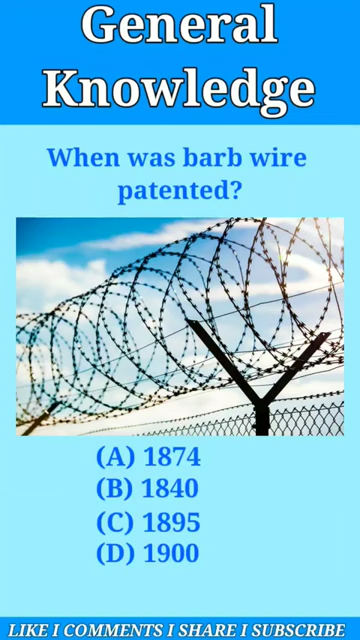 General
Knowledge
When was barb wire
patented?
(A) 1874
(B) 1840
(C) 1895
(D) 1900
LIKE I COMMENTS I SHARE I SUBSCRIBE